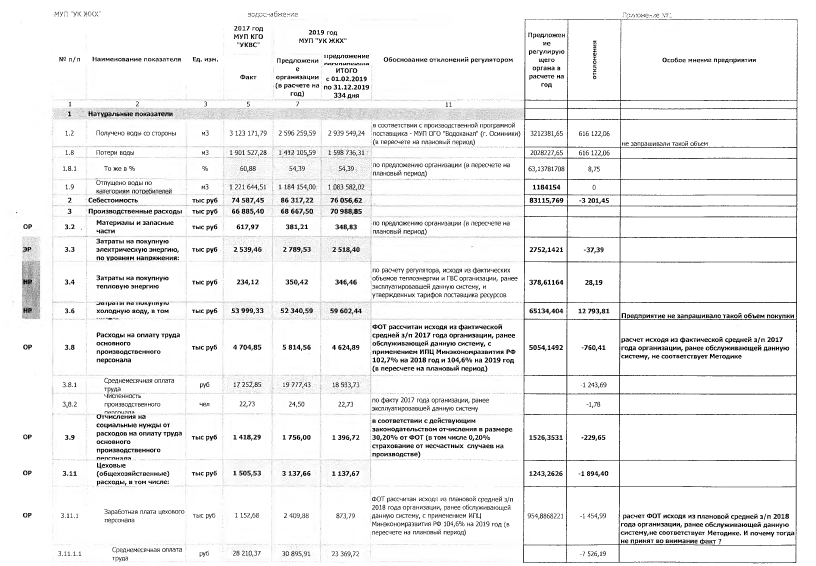 МУП "УК ЖКХ" водоснабжение Приложение №1
№ п/п Наименование показателя Ед. изм. 2017 год МУП КГО "УКВС" 2019 год МУП "УК ЖКХ" Обоснование отклонений регулятором Предложение регулирующего органа в расчете на год отклонения Особое мнение предприятия
Факт Предложение организации (в расчете на год) предложение ИТОГО с 01.02.2019 по 31.12.2019 334 дня
1 2 3 5 7 11
1 Натуральные показатели
1.2 Получено воды со стороны м3 3 123 171,79 2 596 259,59 2 939 549,24 в соответствии с производственной программой поставщика - МУП ОГО "Водоканал" (г. Осинники) (в пересчете на плановый период) 3212381,65 616 122,06 не запрашивали такой объем
1.8 Потери воды м3 1 901 527,28 1 412 105,59 1 598 736,31 2028227,65 616 122,06
1.8.1 То же в % % 60,88 54,39 54,39 по предложению организации (в пересчете на плановый период) 63,13781708 8,75
1.9 Отпущено воды по категориям потребителей м3 1 221 644,51 1 184 154,00 1 083 582,02 1184154 0
2 Себестоимость тыс руб 74 587,45 86 317,22 76 056,62 83115,769 -3 201,45
3 Производственные расходы тыс руб 66 885,40 68 667,50 70 988,85
ОР 3.2 Материалы и запасные части тыс руб 617,97 381,21 348,83 по предложению организации (в пересчете на плановый период)
ЭР 3.3 Затраты на покупную электрическую энергию, по уровням напряжения: тыс руб 2 539,46 2 789,53 2 518,40 2752,1421 -37,39
НР 3.4 Затраты на покупную тепловую энергию тыс руб 234,12 350,42 346,46 по расчету регулятора, исходя из фактических объемов теплоэнергии и ГВС организации, ранее эксплуатировавшей данную систему, и утвержденных тарифов поставщика ресурсов 378,61164 28,19
НР 3.6 Затраты на покупную холодную воду, в том тыс руб 53 999,33 52 340,59 59 602,44 65134,404 12 793,81 Предприятие не запрашивало такой объем покупки
ОР 3.8 Расходы на оплату труда основного производственного персонала тыс руб 4 704,85 5 814,56 4 624,89 ФОТ рассчитан исходя из фактической средней з/п 2017 года организации, ранее обслуживающей данную систему, с применением ИПЦ Минэкономразвития РФ 102,7% на 2018 год и 104,6% на 2019 год (в пересчете на плановый период) 5054,1492 -760,41 расчет исходя из фактической средней з/п 2017 года организации, ранее обслуживающей данную систему, не соответствует Методике
3.8.1 Среднемесячная оплата труда руб 17 252,85 19 777,43 18 533,73 -1 243,69
3.8.2 Численность производственного персонала чел 22,73 24,50 22,73 по факту 2017 года организации, ранее эксплуатировавшей данную систему -1,78
ОР 3.9 Отчисления на социальные нужды от расходов на оплату труда основного производственного персонала тыс руб 1 418,29 1 756,00 1 396,72 в соответствии с действующим законодательством отчисления в размере 30,20% от ФОТ (в том числе 0,20% страхование от несчастных случаев на производстве) 1526,3531 -229,65
ОР 3.11 Цеховые (общехозяйственные) расходы, в том числе: тыс руб 1 505,53 3 137,66 1 137,67 1243,2626 -1 894,40
ОР 3.11.1 Заработная плата цехового персонала тыс руб 1 152,68 2 409,88 873,79 ФОТ рассчитан исходя из плановой средней з/п 2018 года организации, ранее обслуживающей данную систему, с применением ИПЦ Минэкономразвития РФ 104,6% на 2019 год (в пересчете на плановый период) 954,8868221 -1 454,99 расчет ФОТ исходя из плановой средней з/п 2018 года организации, ранее обслуживающей данную систему,не соответствует Методике. И почему тогда не принят во внимание факт ?
3.11.1.1 Среднемесячная оплата труда руб 28 210,37 30 895,91 23 369,72 -7 526,19